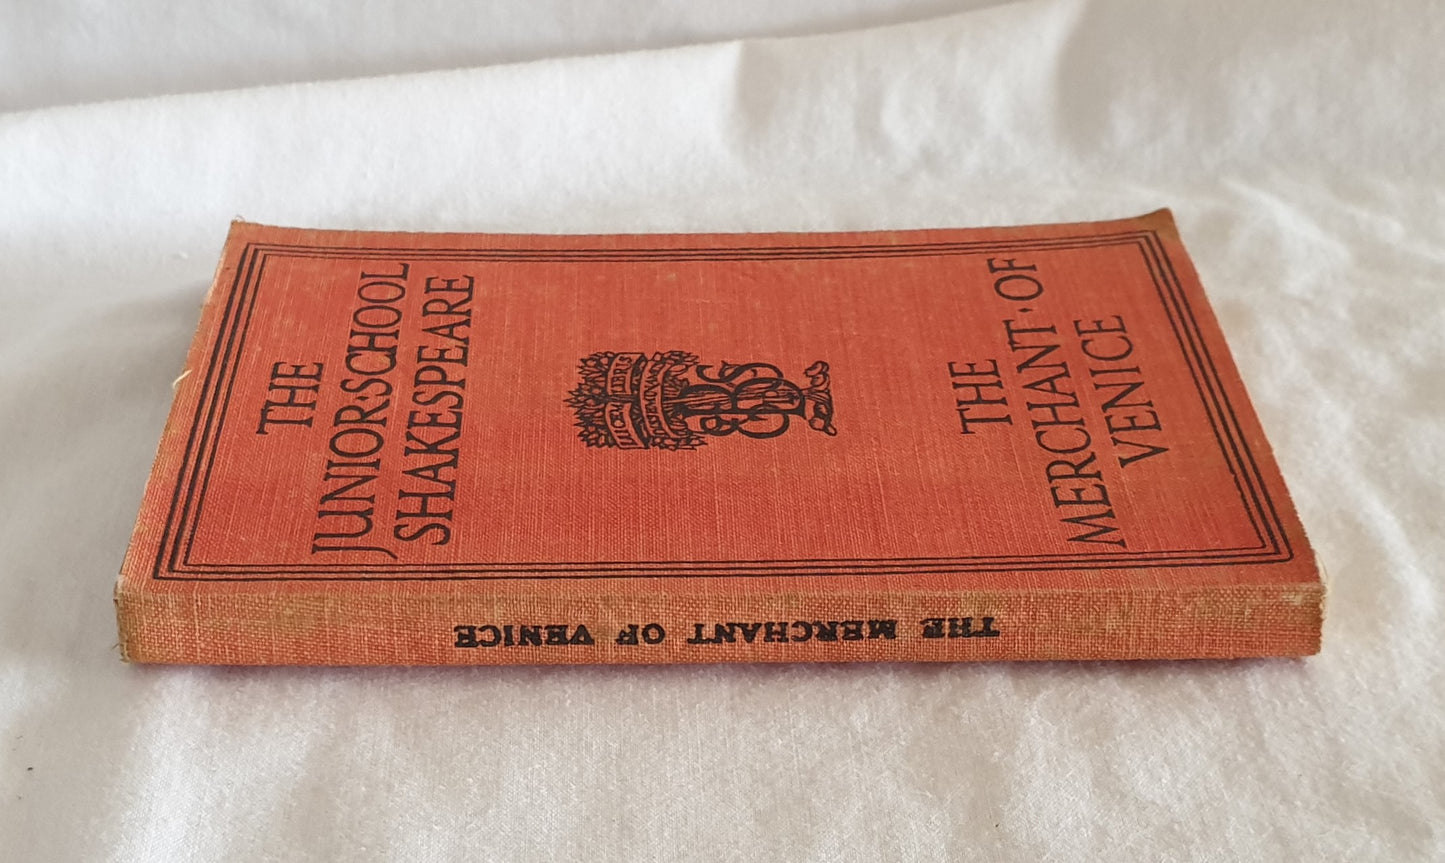 THE
JUNIOR·SCHOOL
SHAKESPEARE
THE
MERCHANT·OF
VENICE
THE MERCHANT OF VENICE